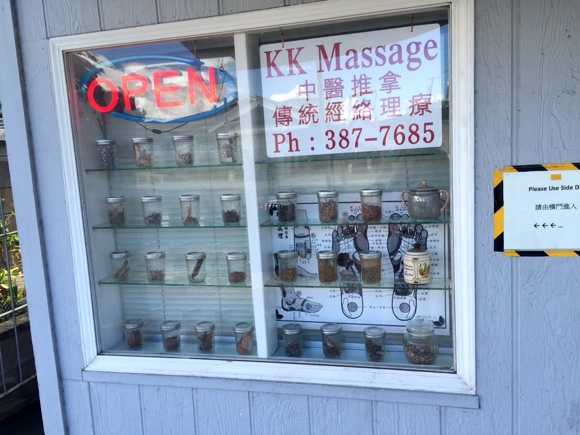 OPEN
KK Massage
中醫推拿
傳統經絡理療
Ph : 387-7685
Please Use Side D
請由橫門進入
←←←...